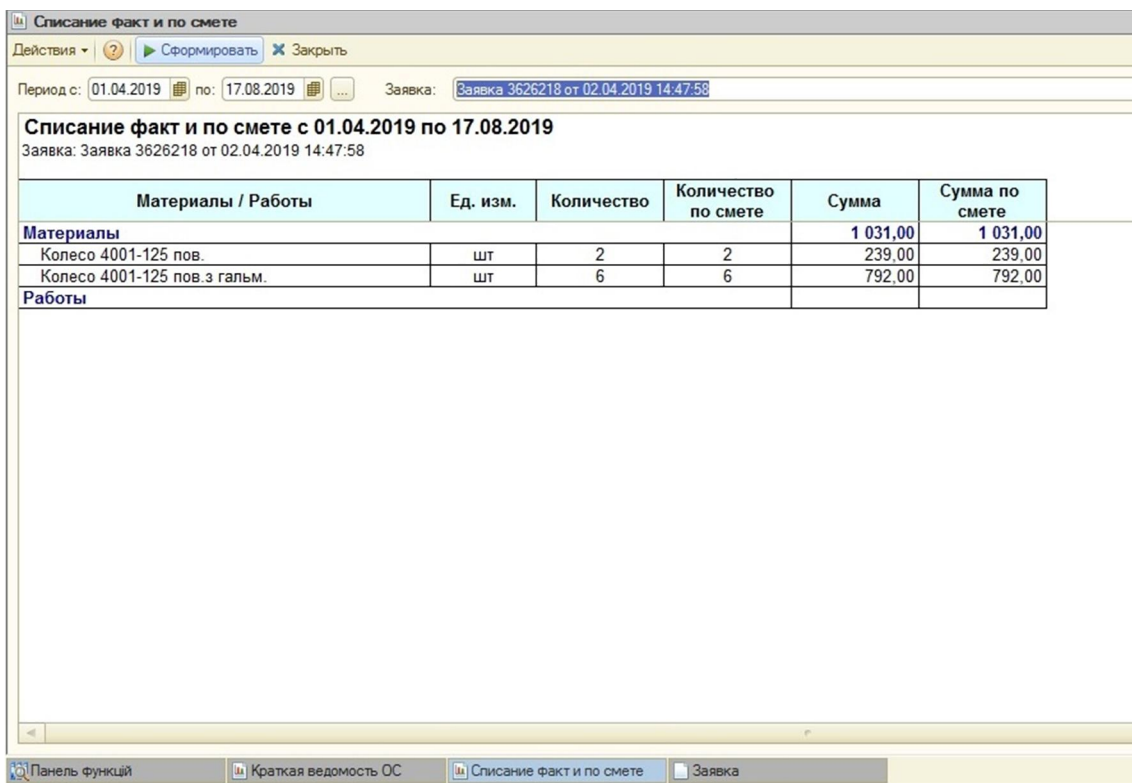 Списание факт и по смете
Действия ? Сформировать Закрыть
Период с: 01.04.2019 по: 17.08.2019 ... Заявка: Заявка 3626218 от 02.04.2019 14:47:58
Списание факт и по смете с 01.04.2019 по 17.08.2019
Заявка: Заявка 3626218 от 02.04.2019 14:47:58
Материалы / Работы Ед. изм. Количество Количество по смете Сумма Сумма по смете
Материалы 1 031,00 1 031,00
Колесо 4001-125 пов. шт 2 2 239,00 239,00
Колесо 4001-125 пов.з гальм. шт 6 6 792,00 792,00
Работы
Панель функцій Краткая ведомость ОС Списание факт и по смете Заявка